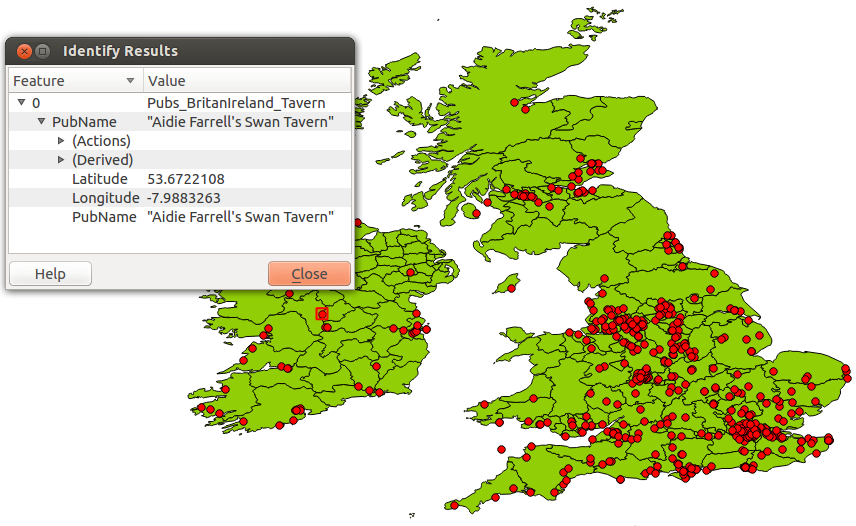 Identify Results
Feature Value
0 Pubs_BritanIreland_Tavern
PubName "Aidie Farrell's Swan Tavern"
(Actions)
(Derived)
Latitude 53.6722108
Longitude -7.9883263
PubName "Aidie Farrell's Swan Tavern"
Help Close